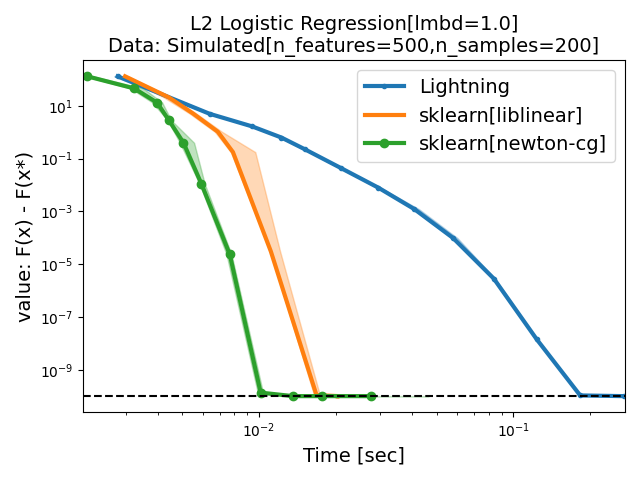 L2 Logistic Regression[lmbd=1.0]
Data: Simulated[n_features=500,n_samples=200]
Lightning
sklearn[liblinear]
sklearn[newton-cg]
value: F(x) - F(x*)
10¹
10⁻¹
10⁻³
10⁻⁵
10⁻⁷
10⁻⁹
10⁻²
10⁻¹
Time [sec]